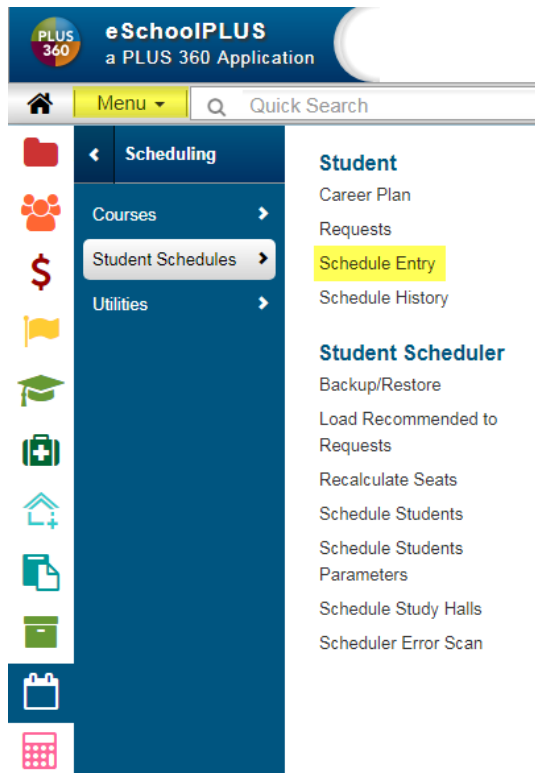 PLUS
360
eSchoolPLUS
a PLUS 360 Application
Menu
Quick Search
Scheduling
Courses
Student Schedules
Utilities
Student
Career Plan
Requests
Schedule Entry
Schedule History
Student Scheduler
Backup/Restore
Load Recommended to
Requests
Recalculate Seats
Schedule Students
Schedule Students
Parameters
Schedule Study Halls
Scheduler Error Scan